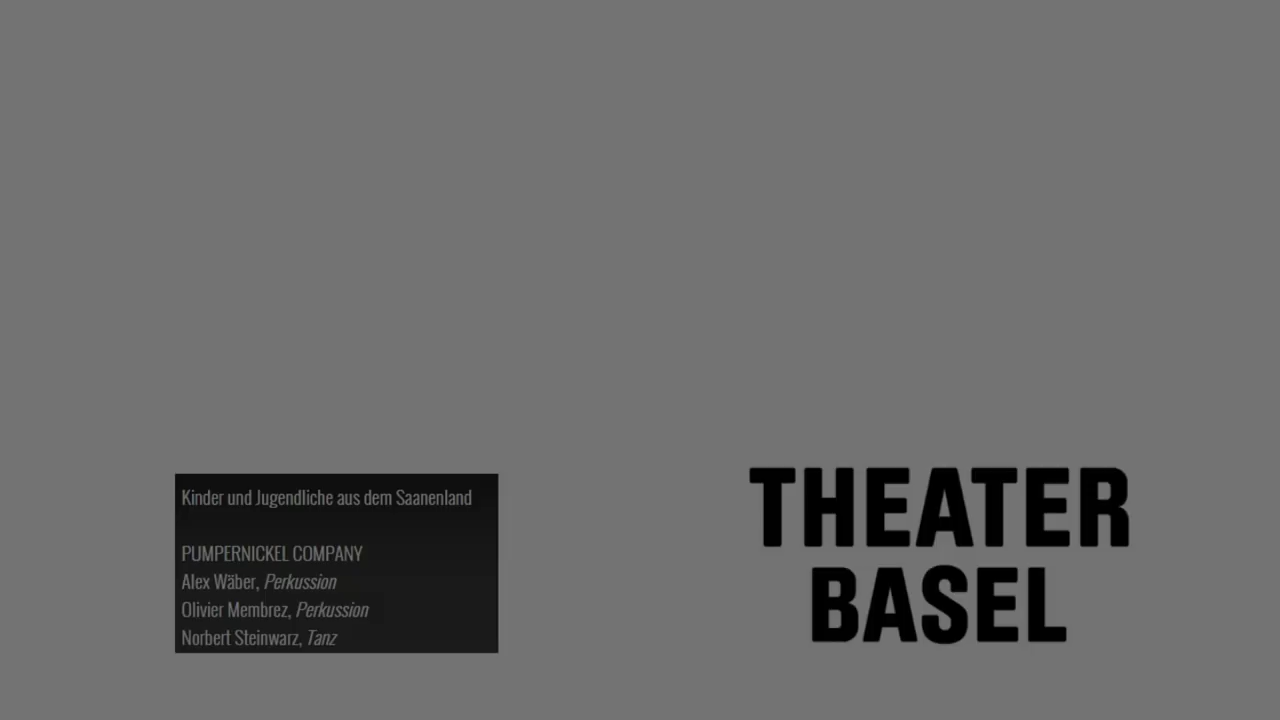 Kinder und Jugendliche aus dem Saanenland
PUMPERNICKEL COMPANY
Alex Wäber, Perkussion
Olivier Membrez, Perkussion
Norbert Steinwarz, Tanz
THEATER
BASEL